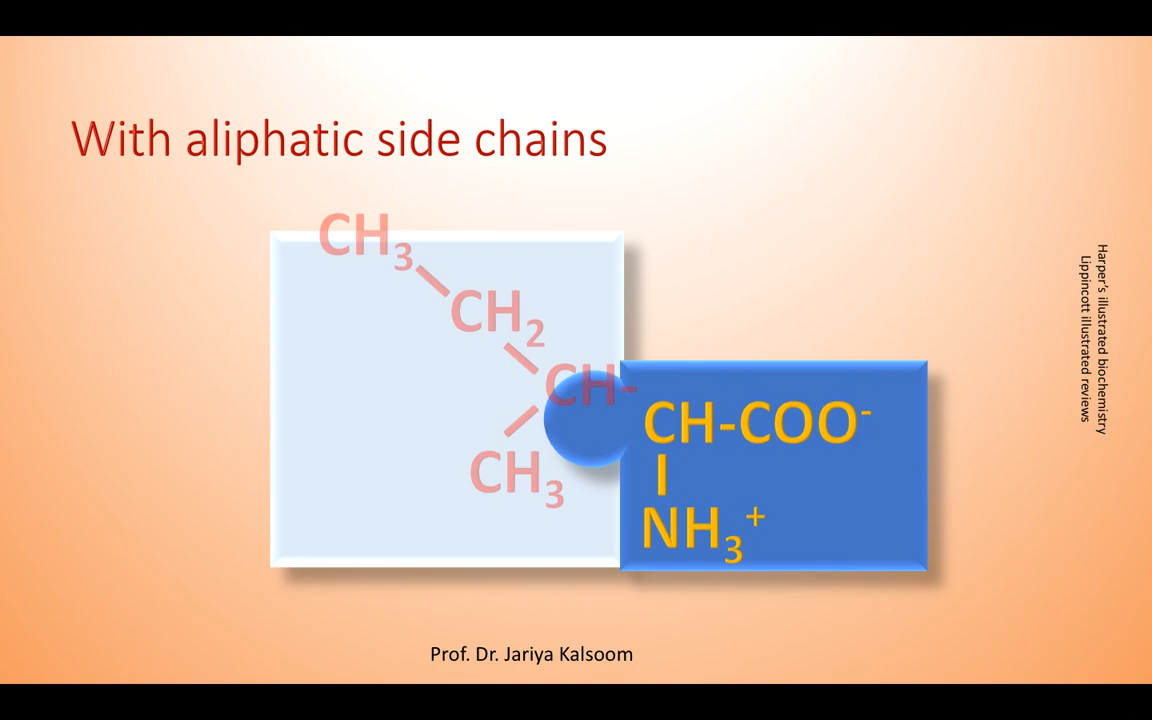 With aliphatic side chains
CH₃
CH₂
CH-
CH₃
CH-COO⁻
NH₃⁺
Harper's illustrated biochemistry
Lippincott illustrated reviews
Prof. Dr. Jariya Kalsoom